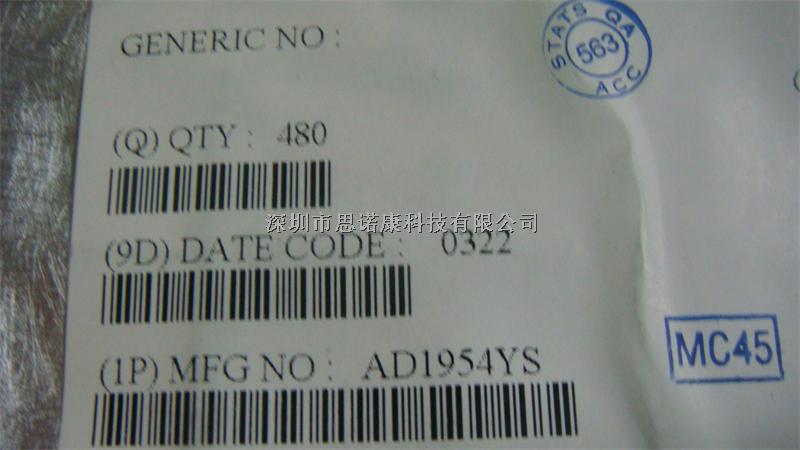 GENERIC NO :
STATS QA
563
ACC
(Q) QTY : 480
深圳市思诺康科技有限公司
(9D) DATE CODE : 0322
MC45
(1P) MFG NO : AD1954YS